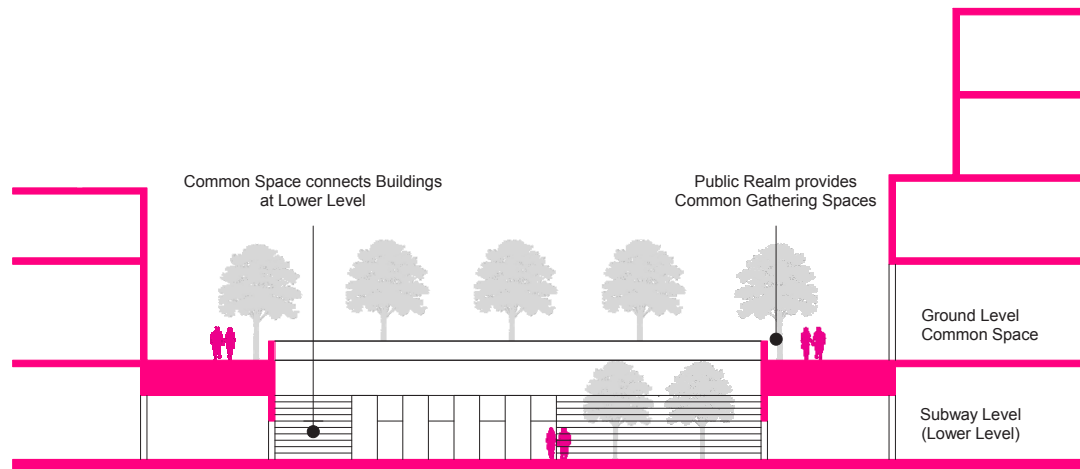 Common Space connects Buildings
at Lower Level
Public Realm provides
Common Gathering Spaces
Ground Level
Common Space
Subway Level
(Lower Level)